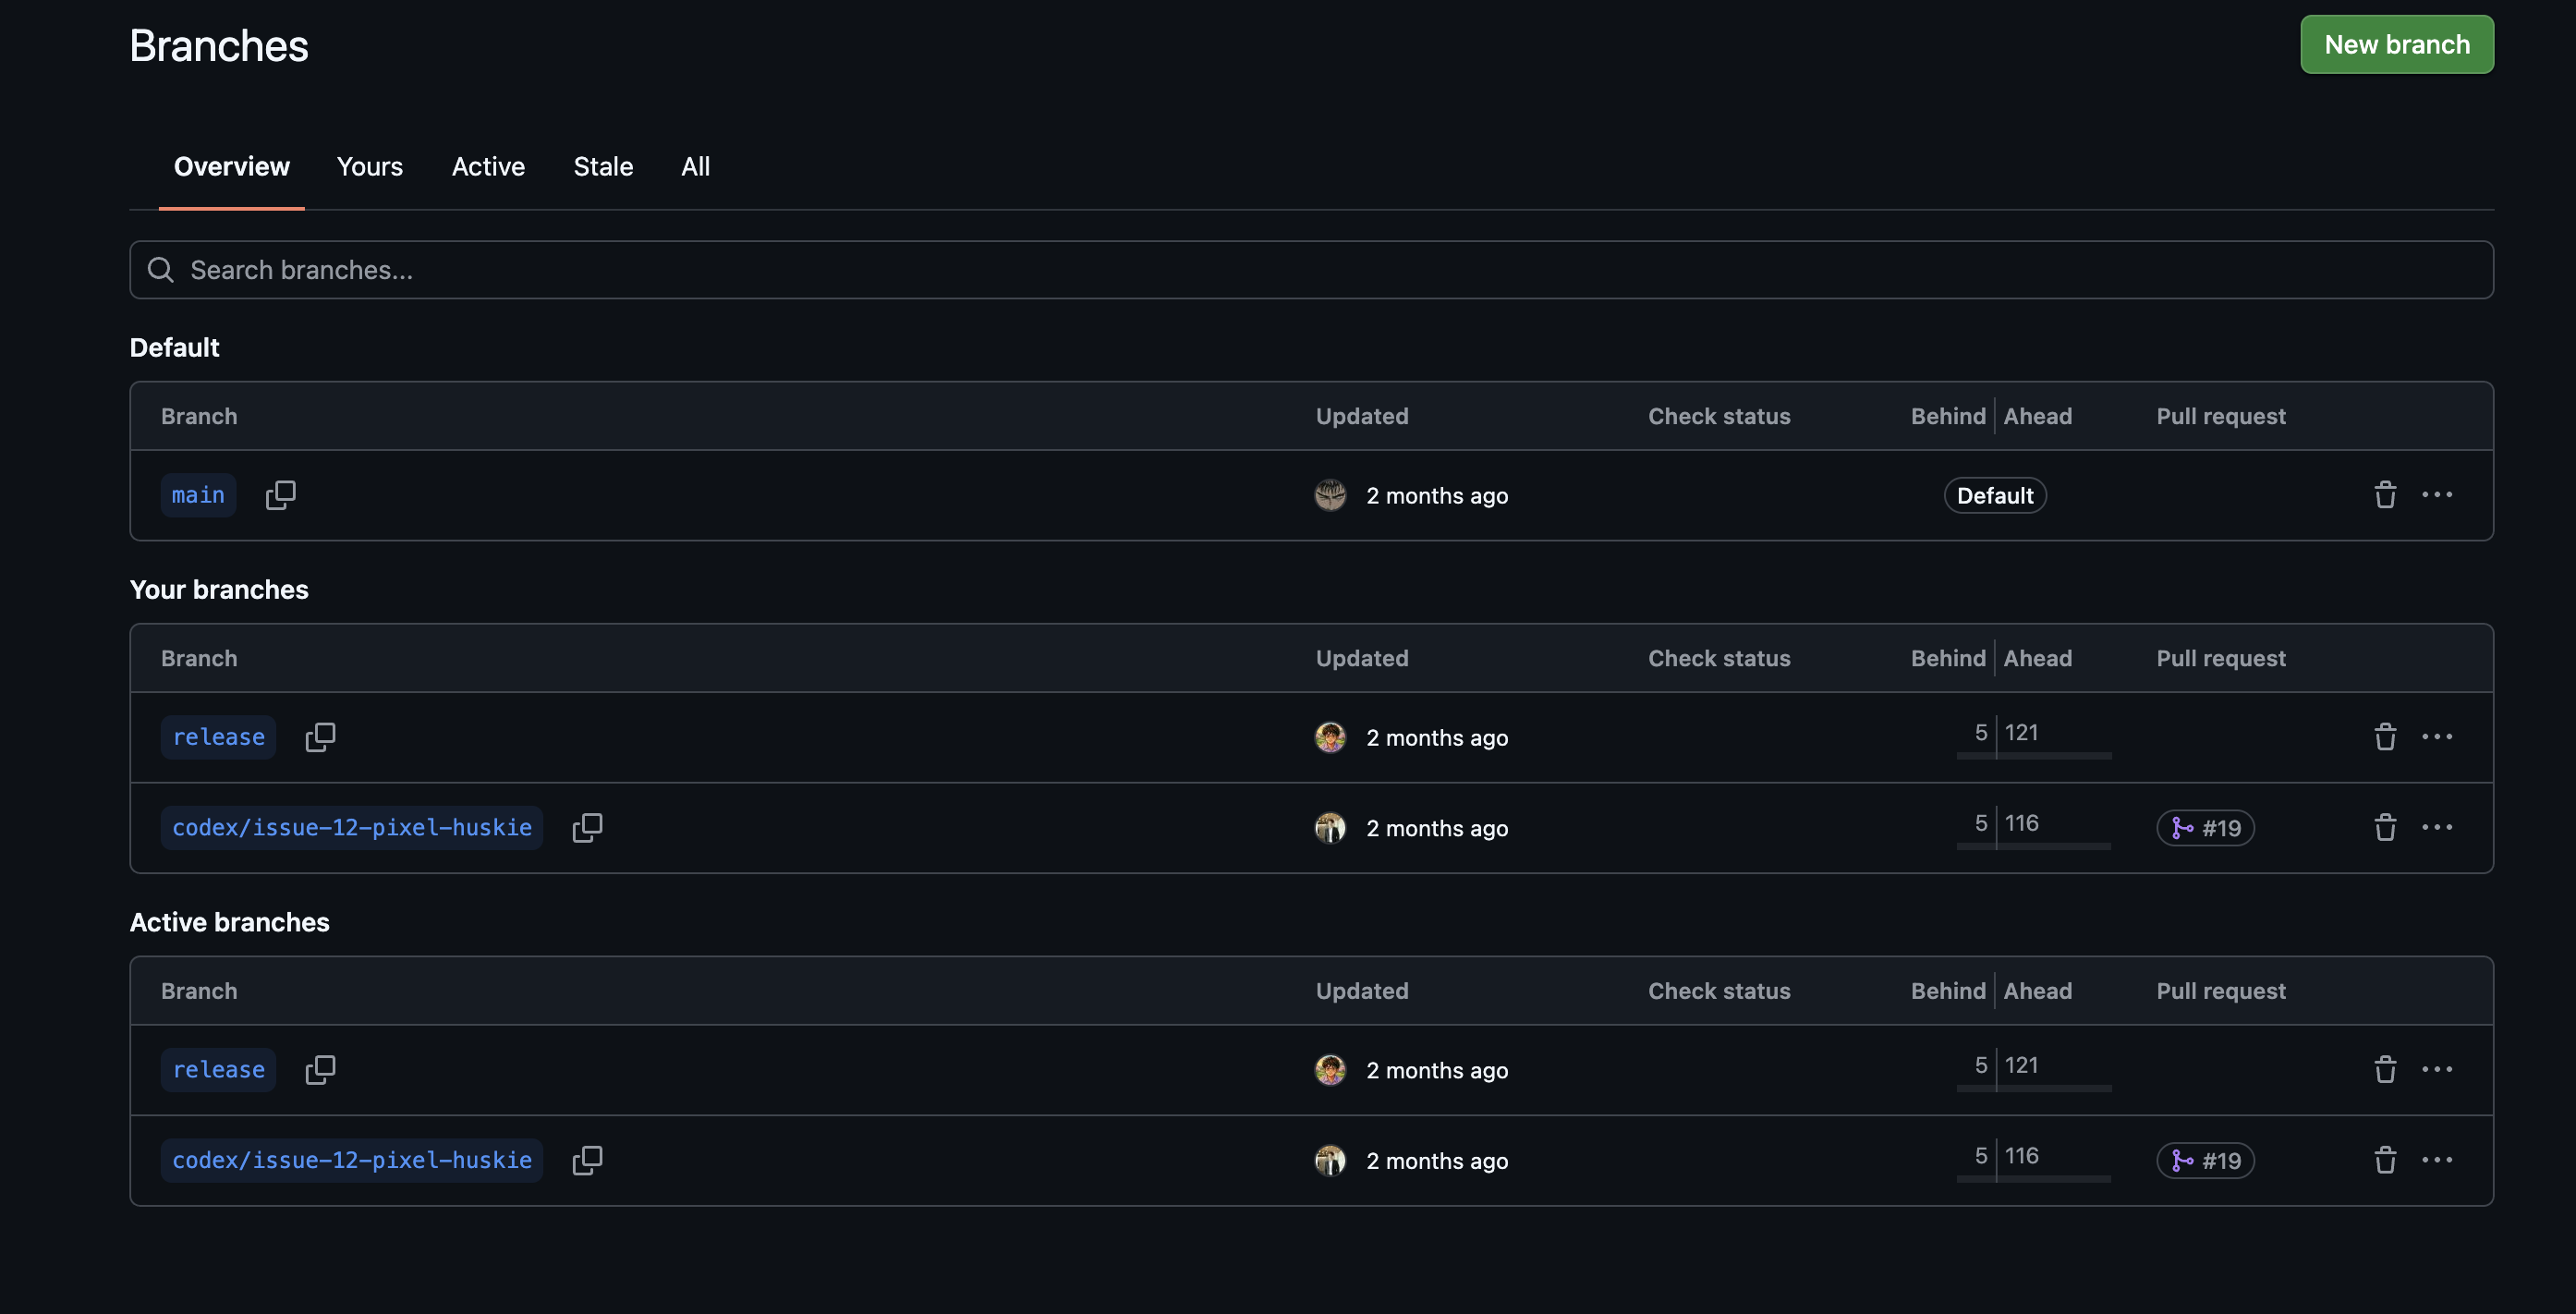 Branches
New branch
Overview Yours Active Stale All
Search branches...
Default
Branch Updated Check status Behind Ahead Pull request
main 2 months ago Default
Your branches
Branch Updated Check status Behind Ahead Pull request
release 2 months ago 5 121
codex/issue-12-pixel-huskie 2 months ago 5 116 #19
Active branches
Branch Updated Check status Behind Ahead Pull request
release 2 months ago 5 121
codex/issue-12-pixel-huskie 2 months ago 5 116 #19